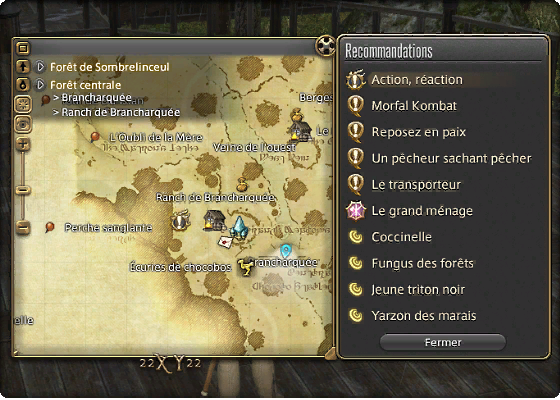 Forêt de Sombrelinceul
Forêt centrale
> Brancharquée
> Ranch de Brancharquée
Berges
L'Oubli de la Mère
Le
Veine de l'ouest
Ranch de Brancharquée
Perche sanglante
Brancharquée
Écuries de chocobos
elle
22 X Y 22
Recommandations
Action, réaction
Morfal Kombat
Reposez en paix
Un pêcheur sachant pêcher
Le transporteur
Le grand ménage
Coccinelle
Fungus des forêts
Jeune triton noir
Yarzon des marais
Fermer